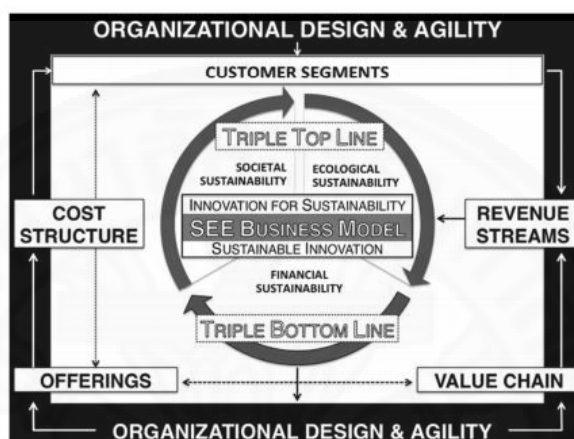 ORGANIZATIONAL DESIGN & AGILITY
CUSTOMER SEGMENTS
TRIPLE TOP LINE
SOCIETAL
SUSTAINABILITY
ECOLOGICAL
SUSTAINABILITY
INNOVATION FOR SUSTAINABILITY
SEE BUSINESS MODEL
SUSTAINABLE INNOVATION
COST
STRUCTURE
REVENUE
STREAMS
FINANCIAL
SUSTAINABILITY
TRIPLE BOTTOM LINE
OFFERINGS
VALUE CHAIN
ORGANIZATIONAL DESIGN & AGILITY